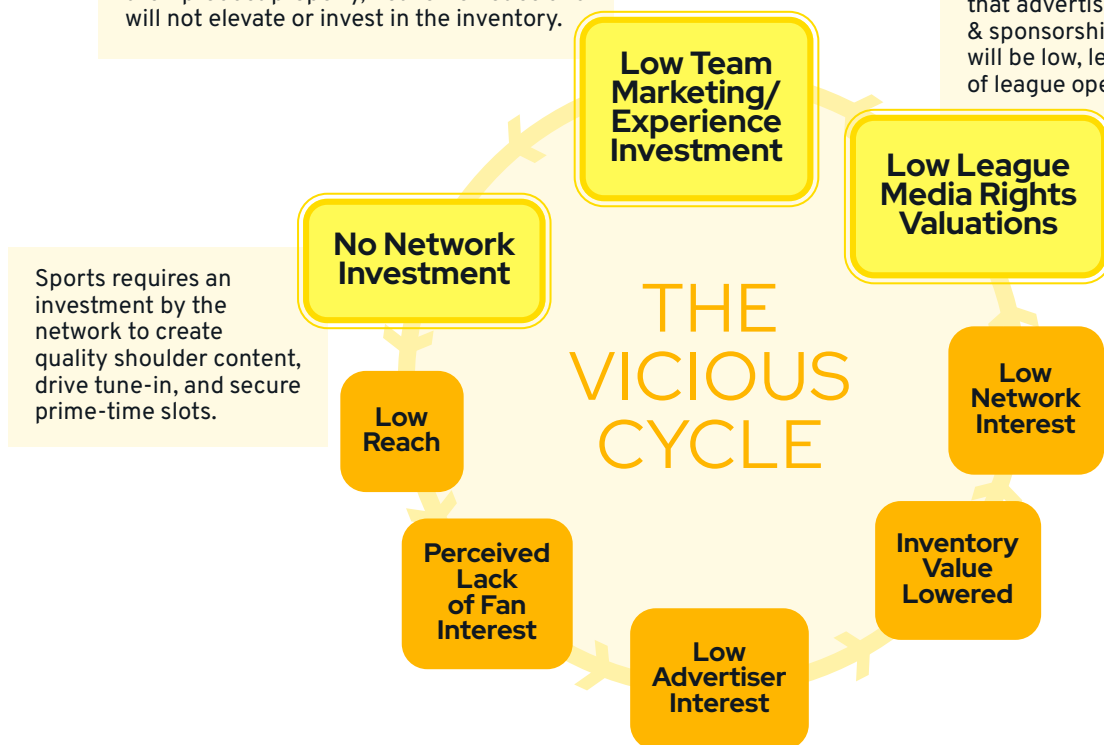 will not elevate or invest in the inventory.
that advertis
& sponsorshi
will be low, le
of league ope
Low Team
Marketing/
Experience
Investment
Low League
Media Rights
Valuations
No Network
Investment
Sports requires an
investment by the
network to create
quality shoulder content,
drive tune-in, and secure
prime-time slots.
THE
VICIOUS
CYCLE
Low
Network
Interest
Low
Reach
Inventory
Value
Lowered
Perceived
Lack
of Fan
Interest
Low
Advertiser
Interest